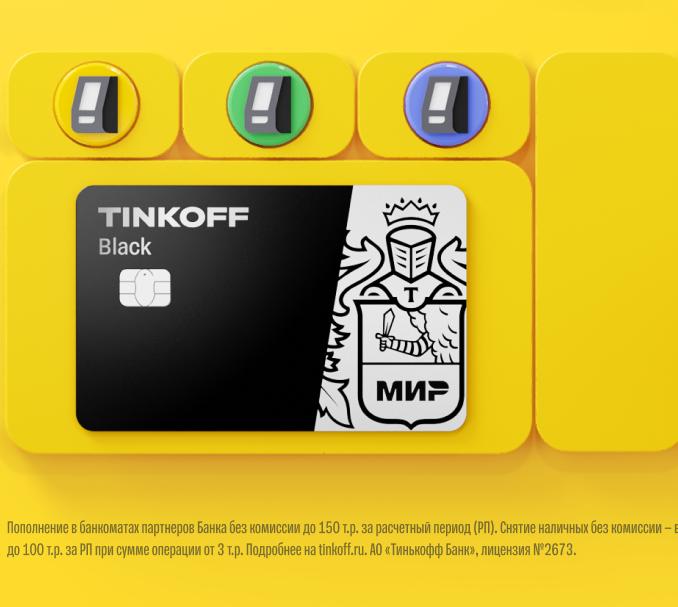 TINKOFF
Black
T
МИР
Пополнение в банкоматах партнеров Банка без комиссии до 150 т.р. за расчетный период (РП). Снятие наличных без комиссии –
до 100 т.р. за РП при сумме операции от 3 т.р. Подробнее на tinkoff.ru. АО «Тинькофф Банк», лицензия №2673.